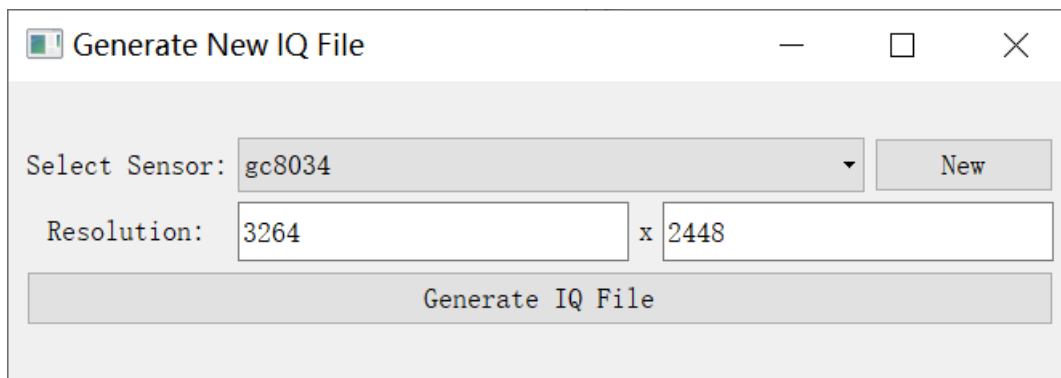 Generate New IQ File
Select Sensor: gc8034 New
Resolution: 3264 x 2448
Generate IQ File